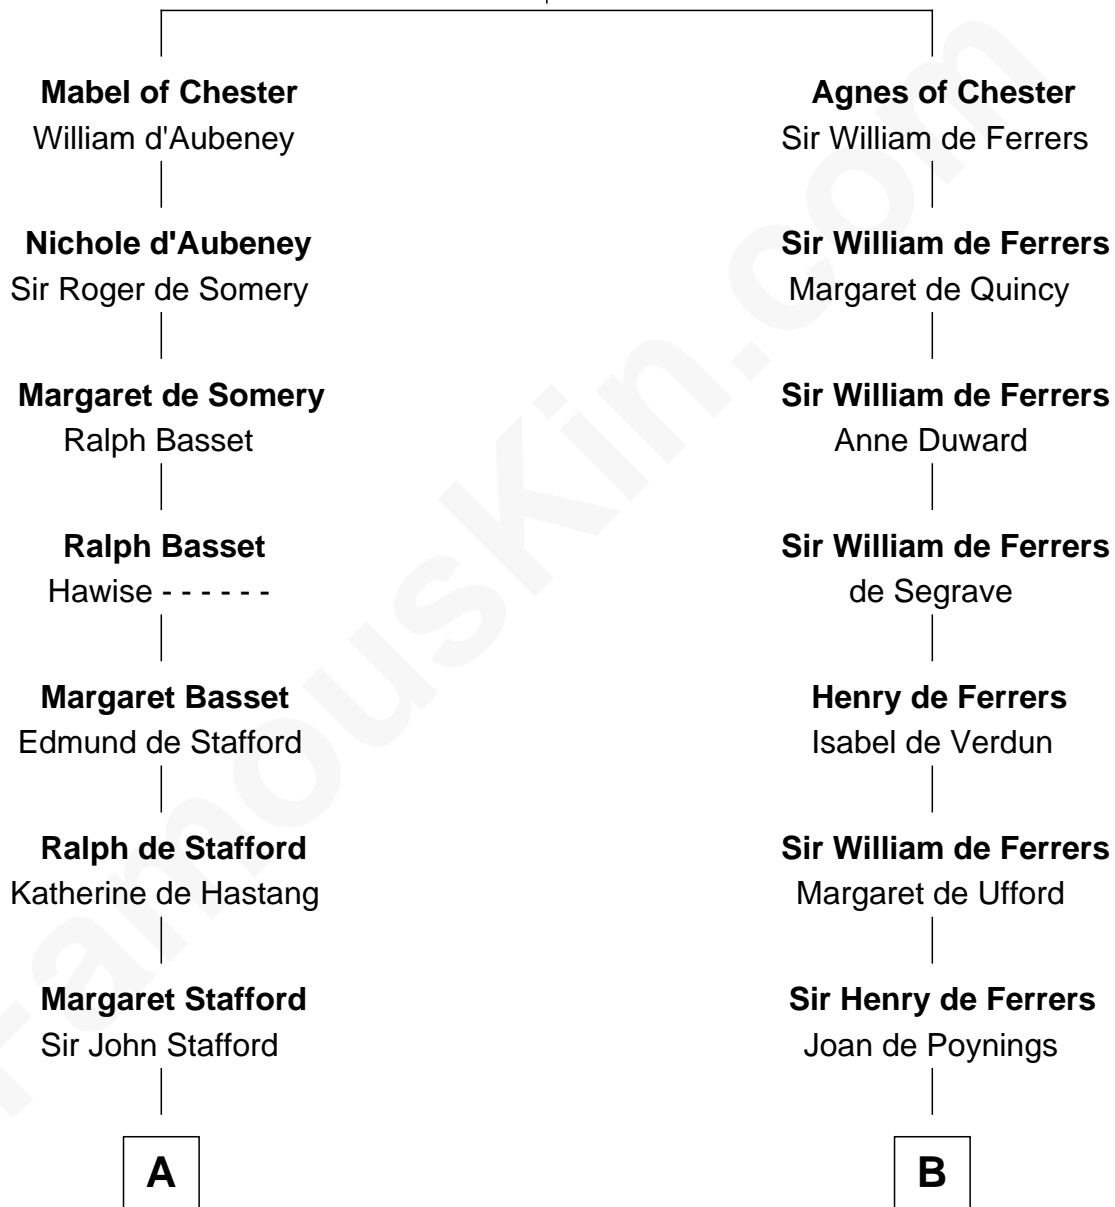 Mabel of Chester
William d'Aubeney
Nichole d'Aubeney
Sir Roger de Somery
Margaret de Somery
Ralph Basset
Ralph Basset
Hawise - - - - - -
Margaret Basset
Edmund de Stafford
Ralph de Stafford
Katherine de Hastang
Margaret Stafford
Sir John Stafford
A
Agnes of Chester
Sir William de Ferrers
Sir William de Ferrers
Margaret de Quincy
Sir William de Ferrers
Anne Duward
Sir William de Ferrers
de Segrave
Henry de Ferrers
Isabel de Verdun
Sir William de Ferrers
Margaret de Ufford
Sir Henry de Ferrers
Joan de Poynings
B
FamousKin.com